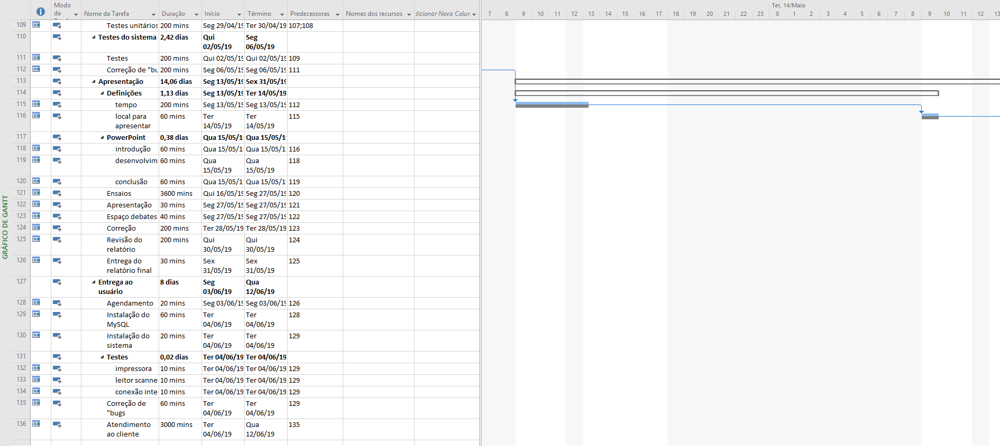 Modo
da
Nome da Tarefa Duração Início Término Predecessoras Nomes dos recursos dicionar Nova Colur
Ter, 14/Maio
7 8 9 10 11 12 13 14 15 16 17 18 19 20 21 22 23 0 1 2 3 4 5 6 7 8 9 10 11 12 13
109 Testes unitários 200 mins Seg 29/04/19 Ter 30/04/19 107;108
110 Testes do sistema 2,42 dias Qui Seg
02/05/19 06/05/19
111 Testes 200 mins Qui 02/05/19 Qui 02/05/19 109
112 Correção de "bu 200 mins Seg 06/05/19 Seg 06/05/19 111
113 Apresentação 14,06 dias Seg 13/05/19 Sex 31/05/19
114 Definições 1,13 dias Seg 13/05/19 Ter 14/05/19
115 tempo 200 mins Seg 13/05/19 Seg 13/05/19 112
116 local para 60 mins Ter Ter 115
apresentar 14/05/19 14/05/19
117 PowerPoint 0,38 dias Qua 15/05/1 Qua 15/05/1
118 introdução 60 mins Qua 15/05/1 Qua 15/05/1 116
119 desenvolvim 60 mins Qua Qua 118
15/05/19 15/05/19
120 conclusão 60 mins Qua 15/05/1 Qua 15/05/1 119
121 Ensaios 3600 mins Qui 16/05/19 Seg 27/05/19 120
122 Apresentação 30 mins Seg 27/05/19 Seg 27/05/19 121
123 Espaço debates 40 mins Seg 27/05/19 Seg 27/05/19 122
124 Correção 200 mins Ter 28/05/19 Ter 28/05/19 123
125 Revisão do 200 mins Qui Qui 124
relatório 30/05/19 30/05/19
126 Entrega do 30 mins Sex Sex 125
relatório final 31/05/19 31/05/19
127 Entrega ao 8 dias Seg Qua
usuário 03/06/19 12/06/19
128 Agendamento 20 mins Seg 03/06/19 Seg 03/06/19 126
129 Instalação do 60 mins Ter Ter 128
MySQL 04/06/19 04/06/19
130 Instalação do 20 mins Ter Ter 129
sistema 04/06/19 04/06/19
131 Testes 0,02 dias Ter 04/06/19 Ter 04/06/19
132 impressora 10 mins Ter 04/06/19 Ter 04/06/19 129
133 leitor scanne 10 mins Ter 04/06/19 Ter 04/06/19 129
134 conexão inte 10 mins Ter 04/06/19 Ter 04/06/19 129
135 Correção de 60 mins Ter Ter 129
"bugs 04/06/19 04/06/19
136 Atendimento 3000 mins Ter Qua 135
ao cliente 04/06/19 12/06/19
GRÁFICO DE GANTT